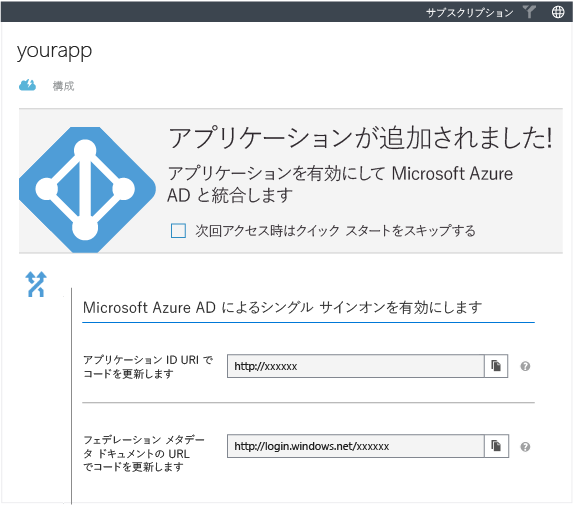 サブスクリプション
yourapp
構成
アプリケーションが追加されました!
アプリケーションを有効にして Microsoft Azure
AD と統合します
次回アクセス時はクイック スタートをスキップする
Microsoft Azure AD によるシングル サインオンを有効にします
アプリケーション ID URI で
コードを更新します
http://xxxxxx
?
フェデレーション メタデー
タ ドキュメントの URL
でコードを更新します
http://login.windows.net/xxxxxx
?